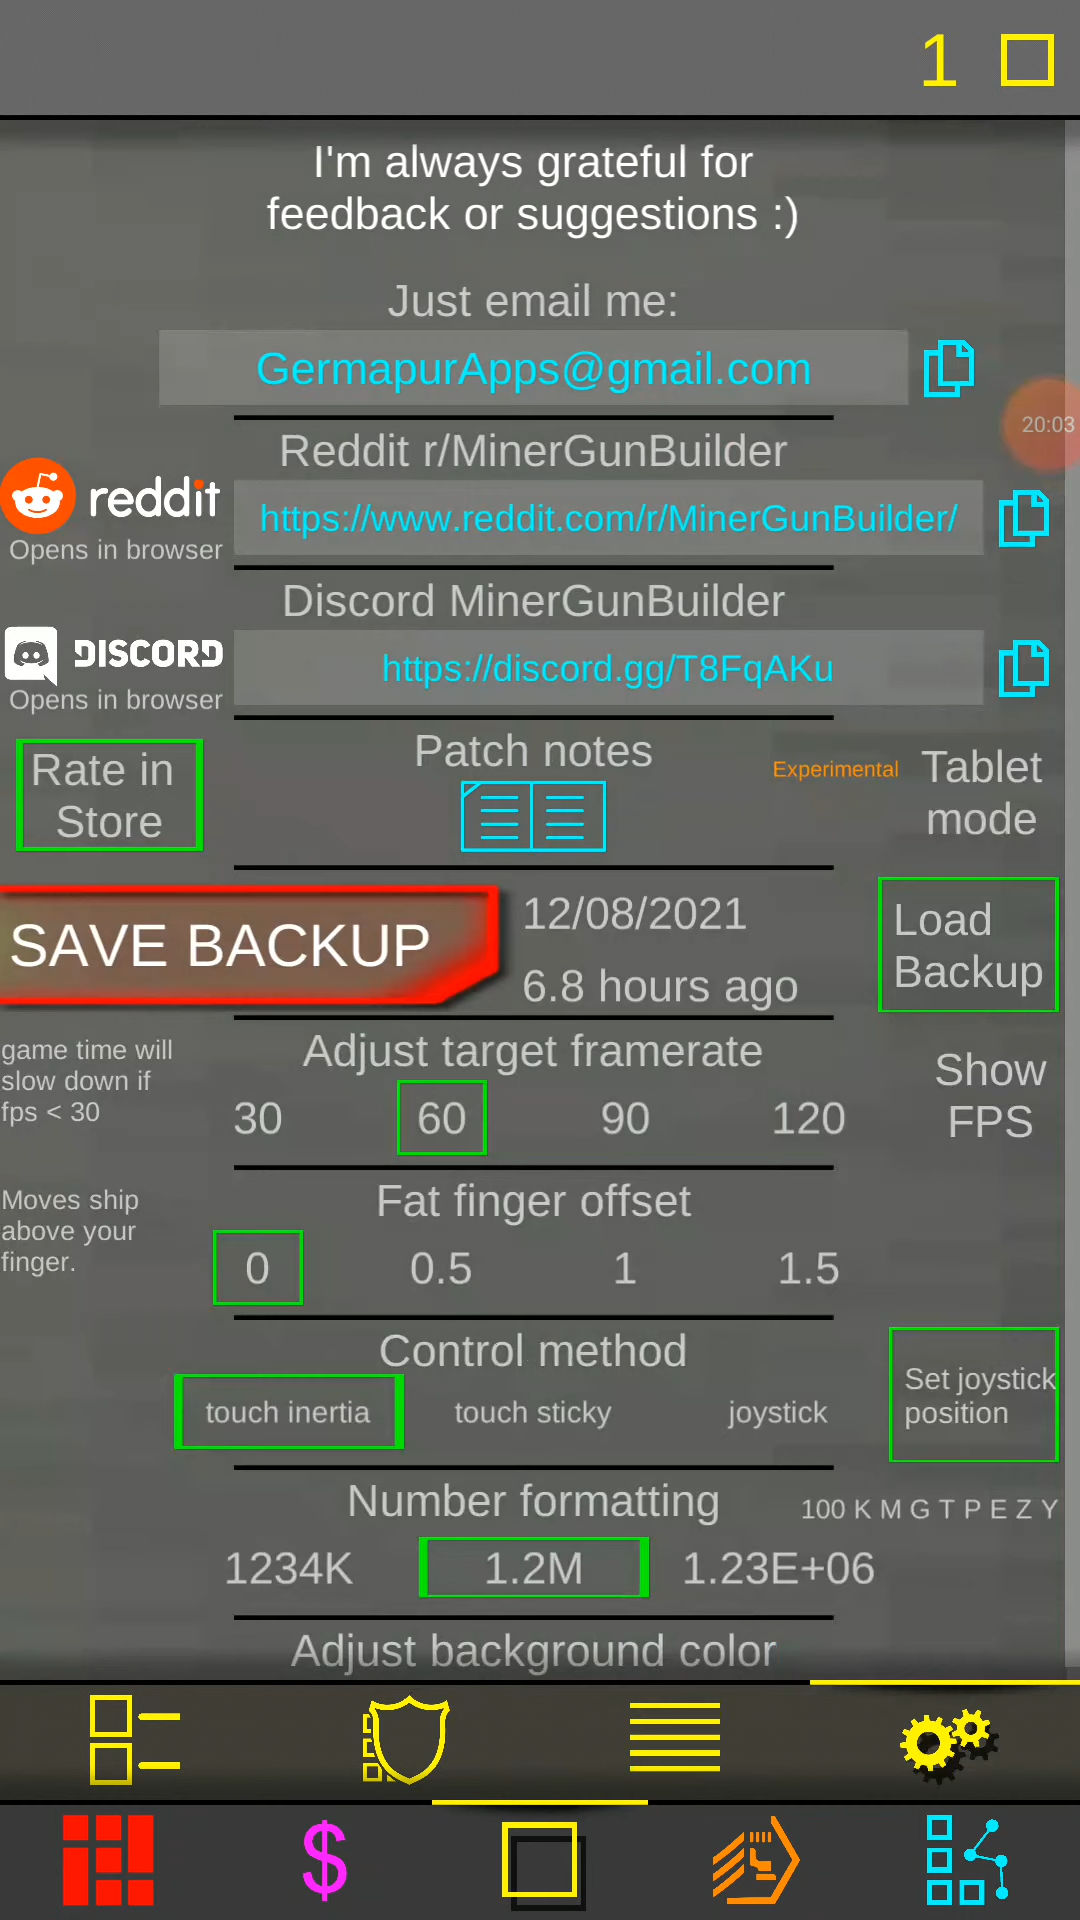 1
I'm always grateful for
feedback or suggestions :)
Just email me:
GermapurApps@gmail.com
20:03
Reddit r/MinerGunBuilder
reddit
https://www.reddit.com/r/MinerGunBuilder/
Opens in browser
Discord MinerGunBuilder
DISCORD
https://discord.gg/T8FqAKu
Opens in browser
Rate in
Store
Patch notes
Experimental
Tablet
mode
SAVE BACKUP
12/08/2021
6.8 hours ago
Load
Backup
game time will
slow down if
fps < 30
Adjust target framerate
30 60 90 120
Show
FPS
Moves ship
above your
finger.
Fat finger offset
0 0.5 1 1.5
Control method
touch inertia touch sticky joystick
Set joystick
position
Number formatting
100 K M G T P E Z Y
1234K 1.2M 1.23E+06
Adjust background color
$